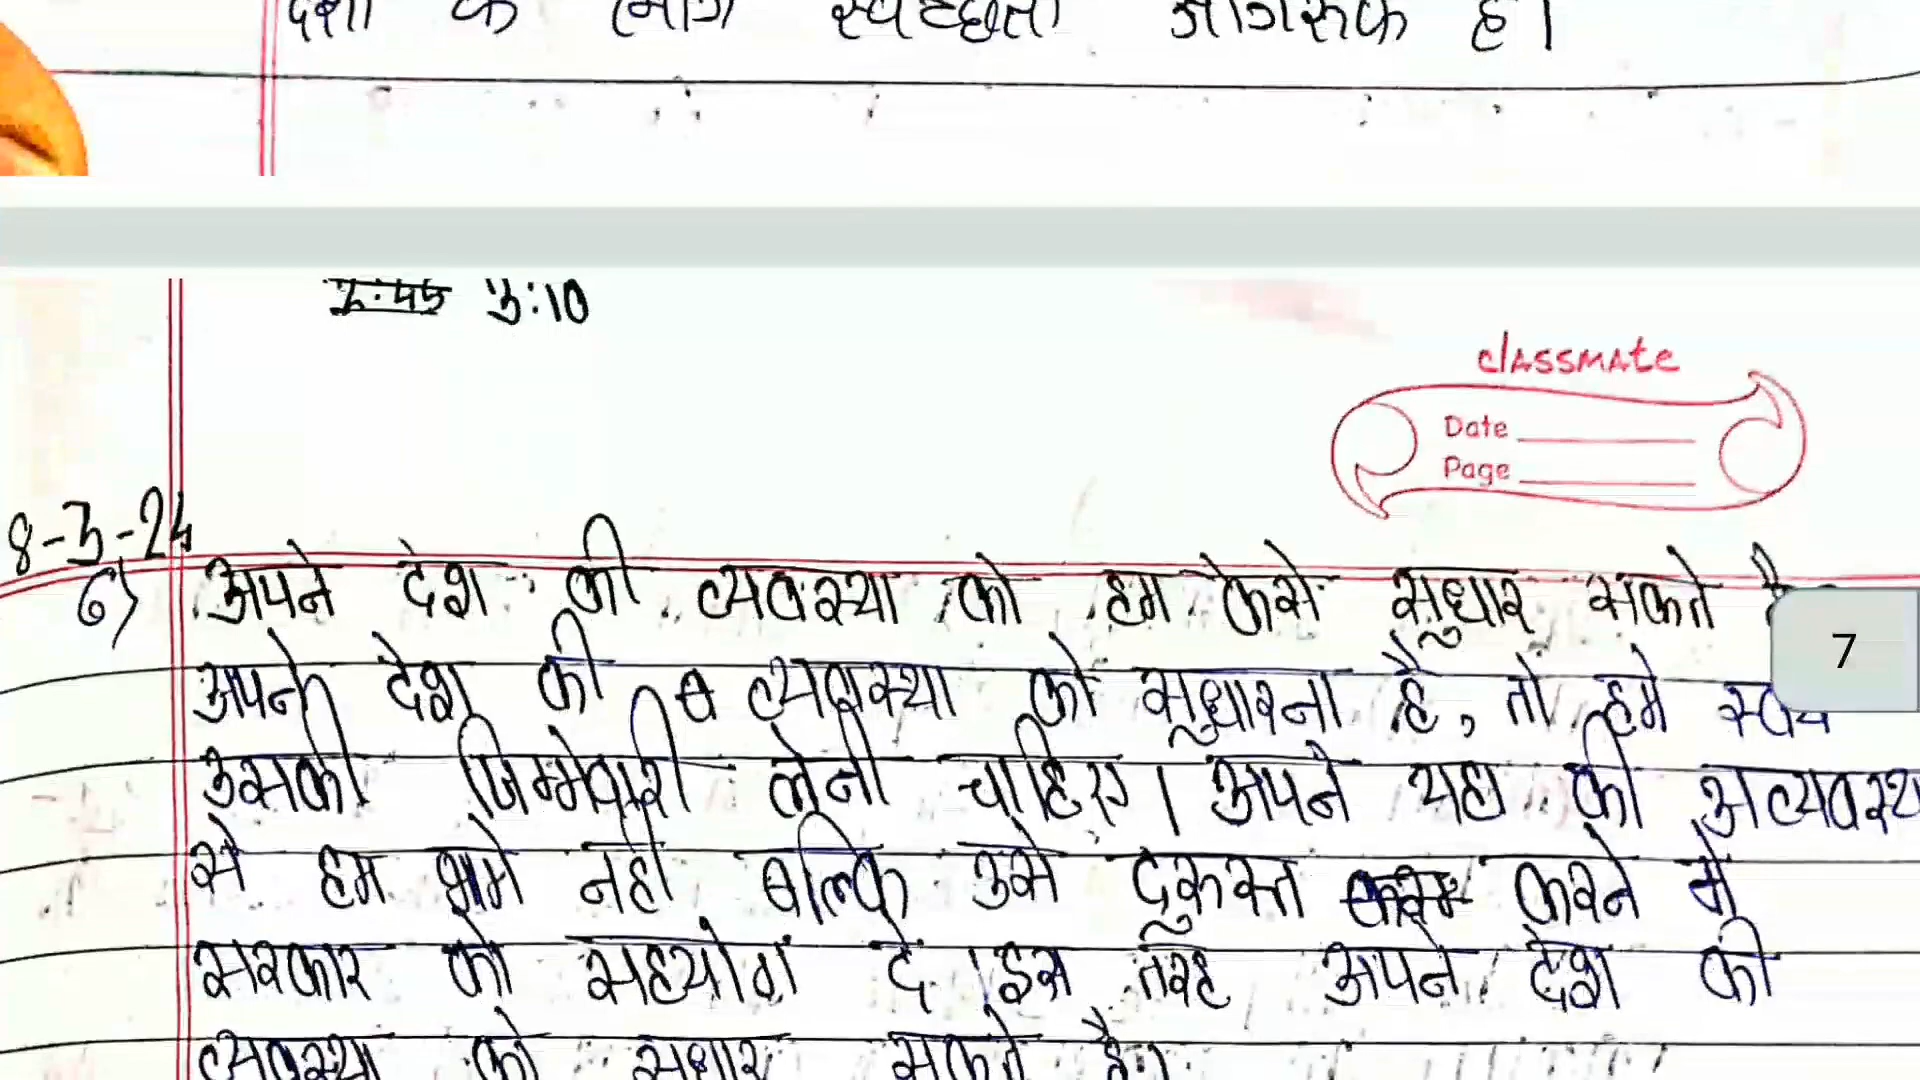 देशों के लोग स्वच्छता जागरूक है।
2:45 3:10
classmate
Date
Page
8-3-24
6) अपने देश की व्यवस्था को हम केसे सुधार सकते है
7
अपने देश की व्यवस्था को सुधारना है, तो हमे स्वयं
उसकी जिम्मेवारी लेनी चाहिए। अपने यहा की अव्यवस्था
से हम भागे नही बल्कि उसे दुरुस्त करने मे
सरकार को सहयोग दे। इस तरह अपने देश की
व्यवस्था को सुधार सकते है।